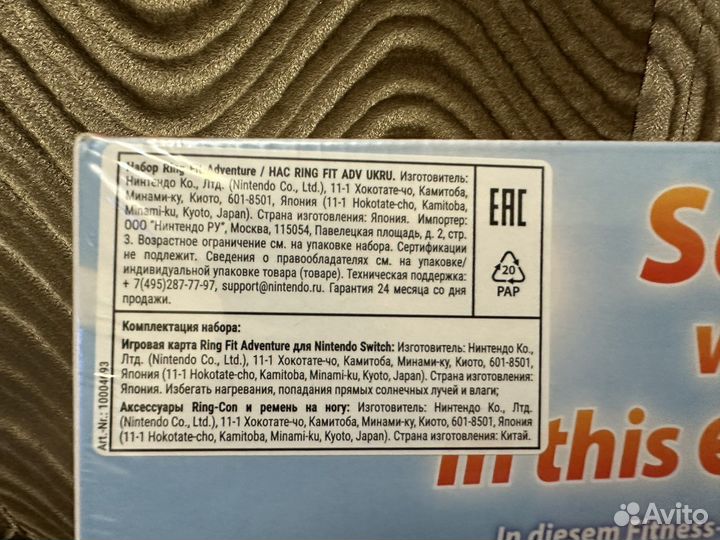 Набор Ring Fit Adventure / HAC RING FIT ADV UKRU. Изготовитель:
Нинтендо Ко., Лтд. (Nintendo Co., Ltd.), 11-1 Хокотате-чо, Камитоба,
Минами-ку, Киото, 601-8501, Япония (11-1 Hokotate-cho, Kamitoba,
Minami-ku, Kyoto, Japan). Страна изготовления: Япония. Импортер:
ООО "Нинтендо РУ", Москва, 115054, Павелецкая площадь, д. 2, стр.
3. Возрастное ограничение см. на упаковке набора. Сертификации
не подлежит. Сведения о правообладателях см. на упаковке/
индивидуальной упаковке товара (товаре). Техническая поддержка:
+ 7(495)287-77-97, support@nintendo.ru. Гарантия 24 месяца со дня
продажи.
EAC
20
PAP
Комплектация набора:
Игровая карта Ring Fit Adventure для Nintendo Switch: Изготовитель: Нинтендо Ко.,
Лтд. (Nintendo Co., Ltd.), 11-1 Хокотате-чо, Камитоба, Минами-ку, Киото, 601-8501,
Япония (11-1 Hokotate-cho, Kamitoba, Minami-ku, Kyoto, Japan). Страна изготовления:
Япония. Избегать нагревания, попадания прямых солнечных лучей и влаги;
Аксессуары Ring-Con и ремень на ногу: Изготовитель: Нинтендо Ко., Лтд.
(Nintendo Co., Ltd.), 11-1 Хокотате-чо, Камитоба, Минами-ку, Киото, 601-8501, Япония
(11-1 Hokotate-cho, Kamitoba, Minami-ku, Kyoto, Japan). Страна изготовления: Китай.
Art.-Nr.:
in this
In diesem Fitness-
Avito